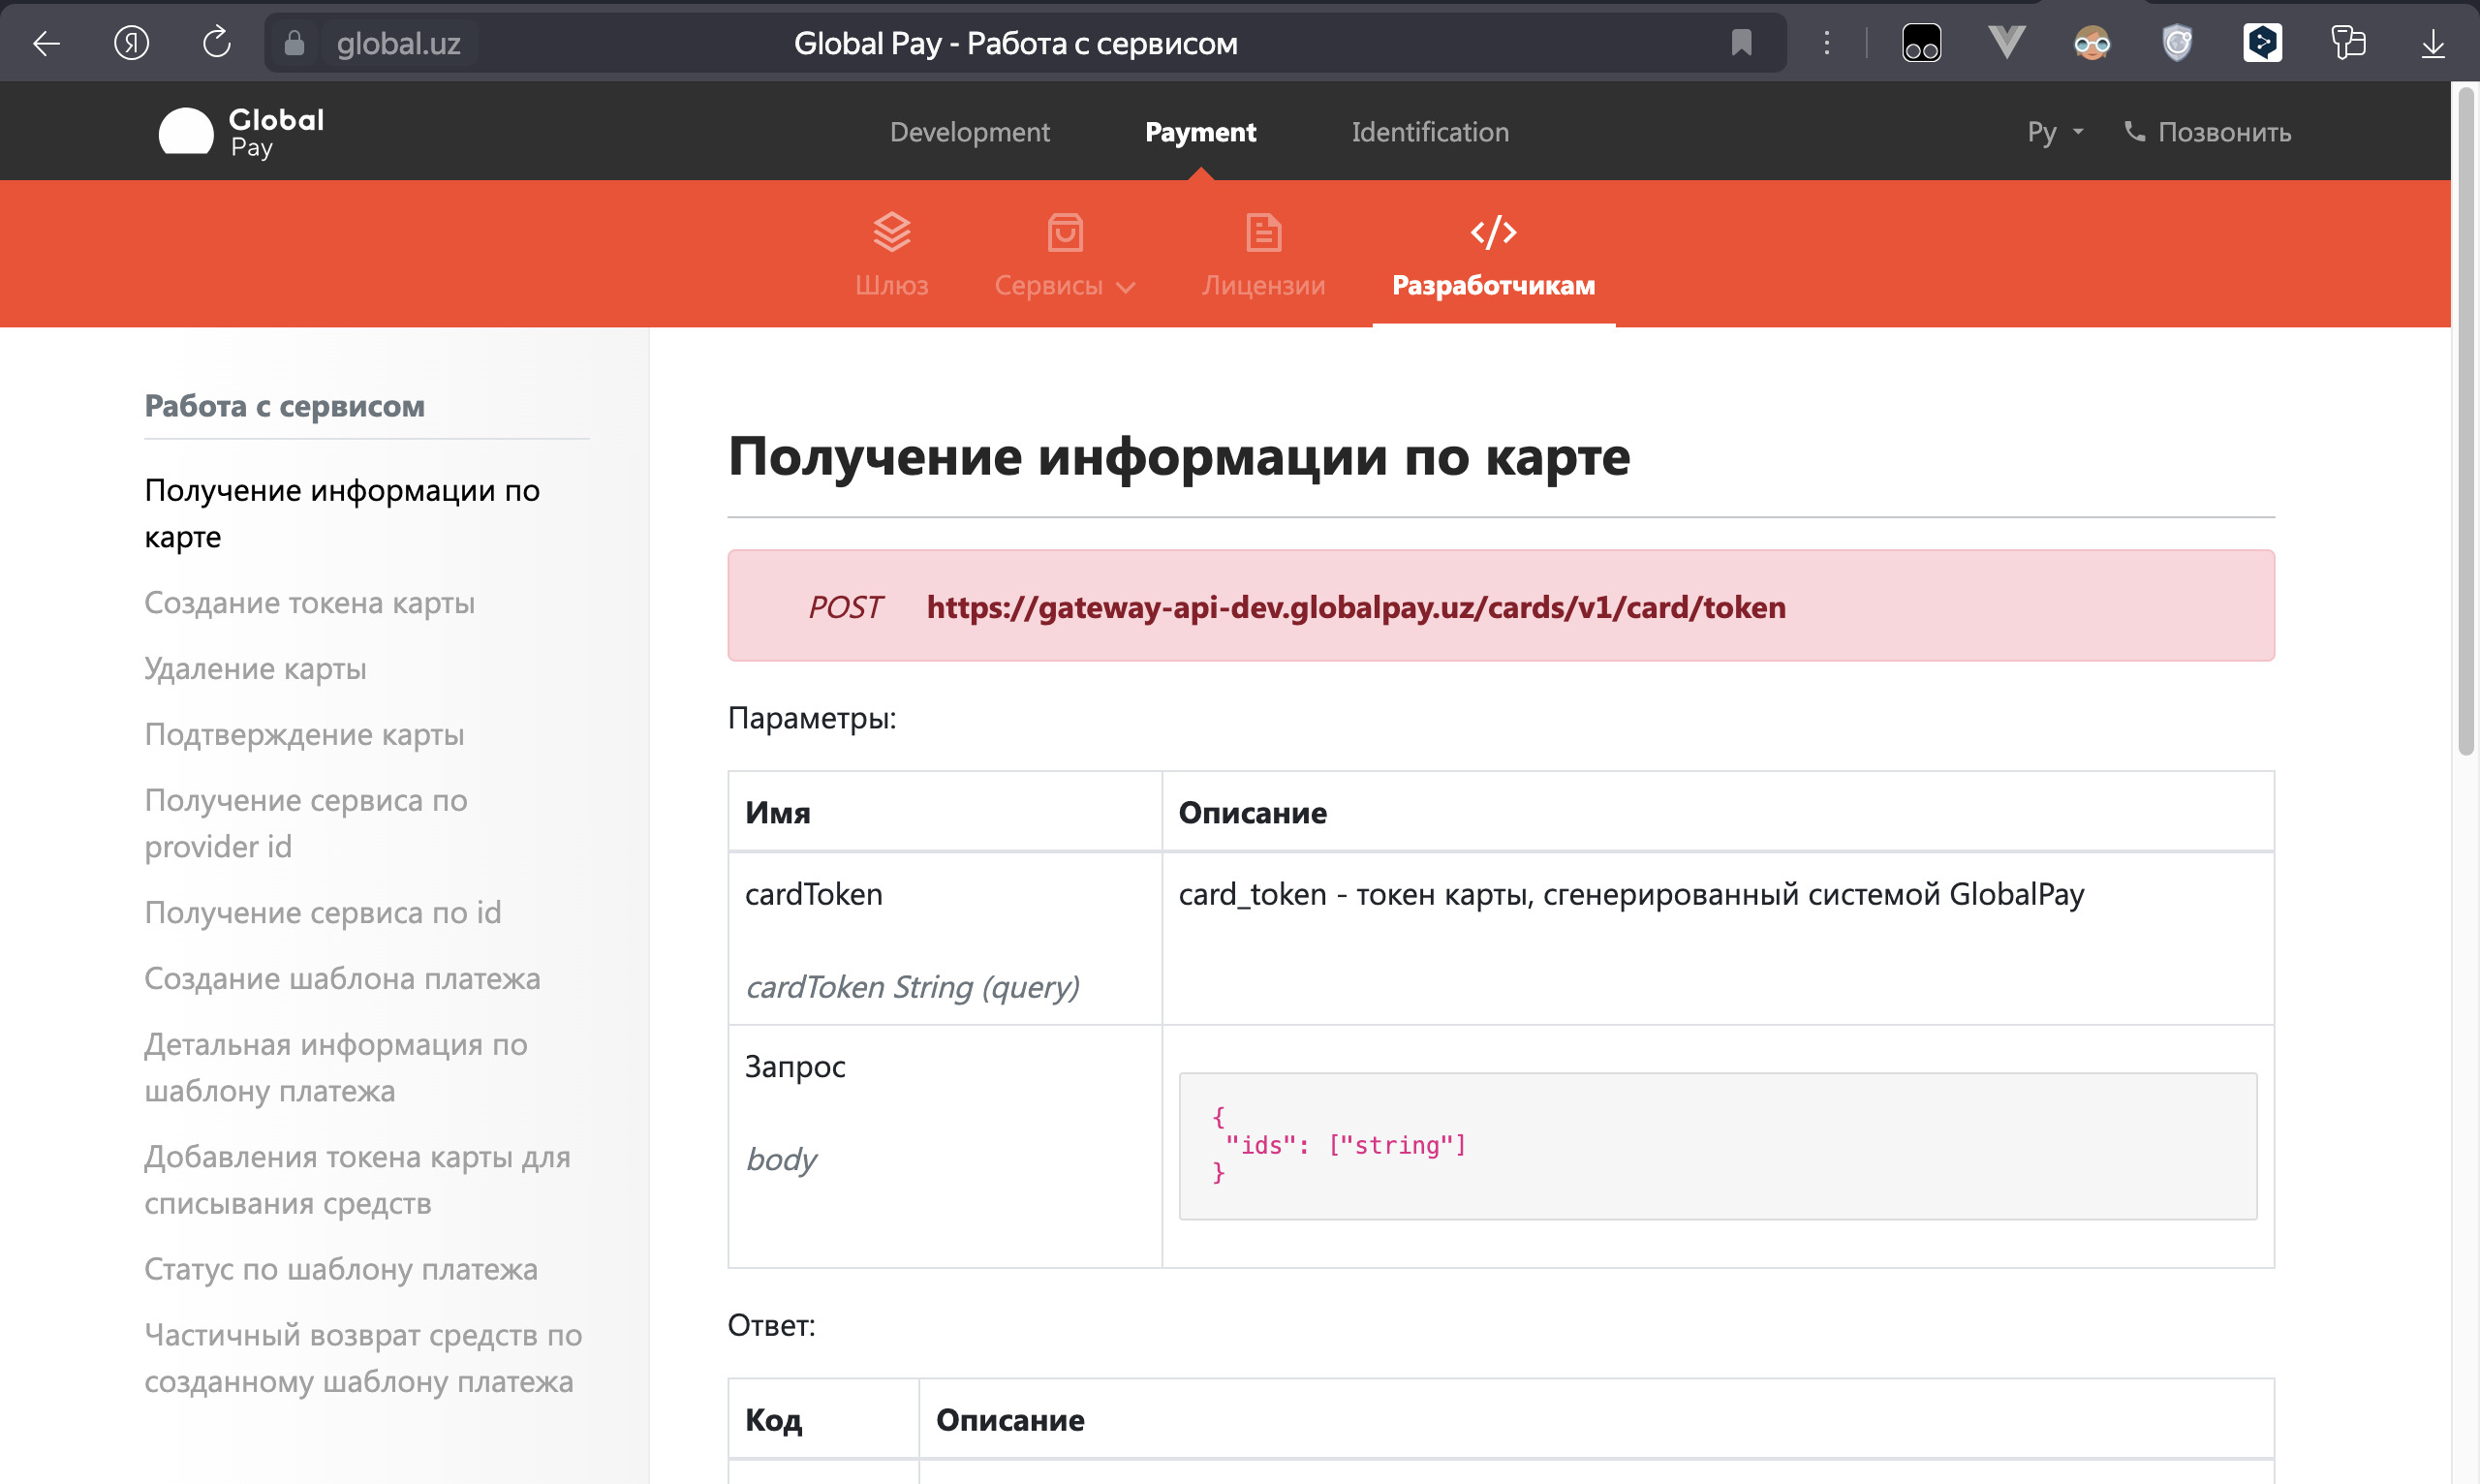 global.uz
Global Pay - Работа с сервисом
Global
Pay
Development
Payment
Identification
Ру
Позвонить
Шлюз
Сервисы
Лицензии
Разработчикам
Работа с сервисом
Получение информации по
карте
Создание токена карты
Удаление карты
Подтверждение карты
Получение сервиса по
provider id
Получение сервиса по id
Создание шаблона платежа
Детальная информация по
шаблону платежа
Добавления токена карты для
списывания средств
Статус по шаблону платежа
Частичный возврат средств по
созданному шаблону платежа
Получение информации по карте
POST https://gateway-api-dev.globalpay.uz/cards/v1/card/token
Параметры:
Имя
Описание
cardToken
card_token - токен карты, сгенерированный системой GlobalPay
cardToken String (query)
Запрос
body
{
"ids": ["string"]
}
Ответ:
Код
Описание